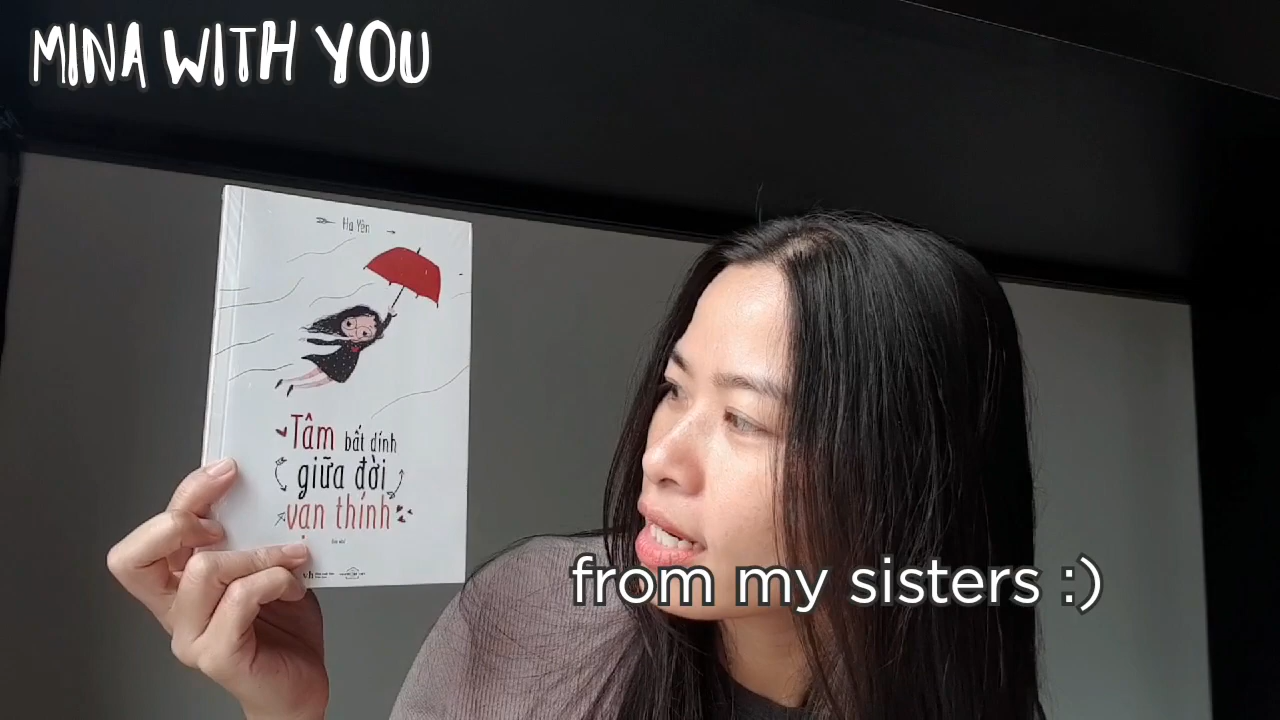 MINA WITH YOU
Hạ Yên
Tâm bất dính
giữa đời
vạn thính
from my sisters :)